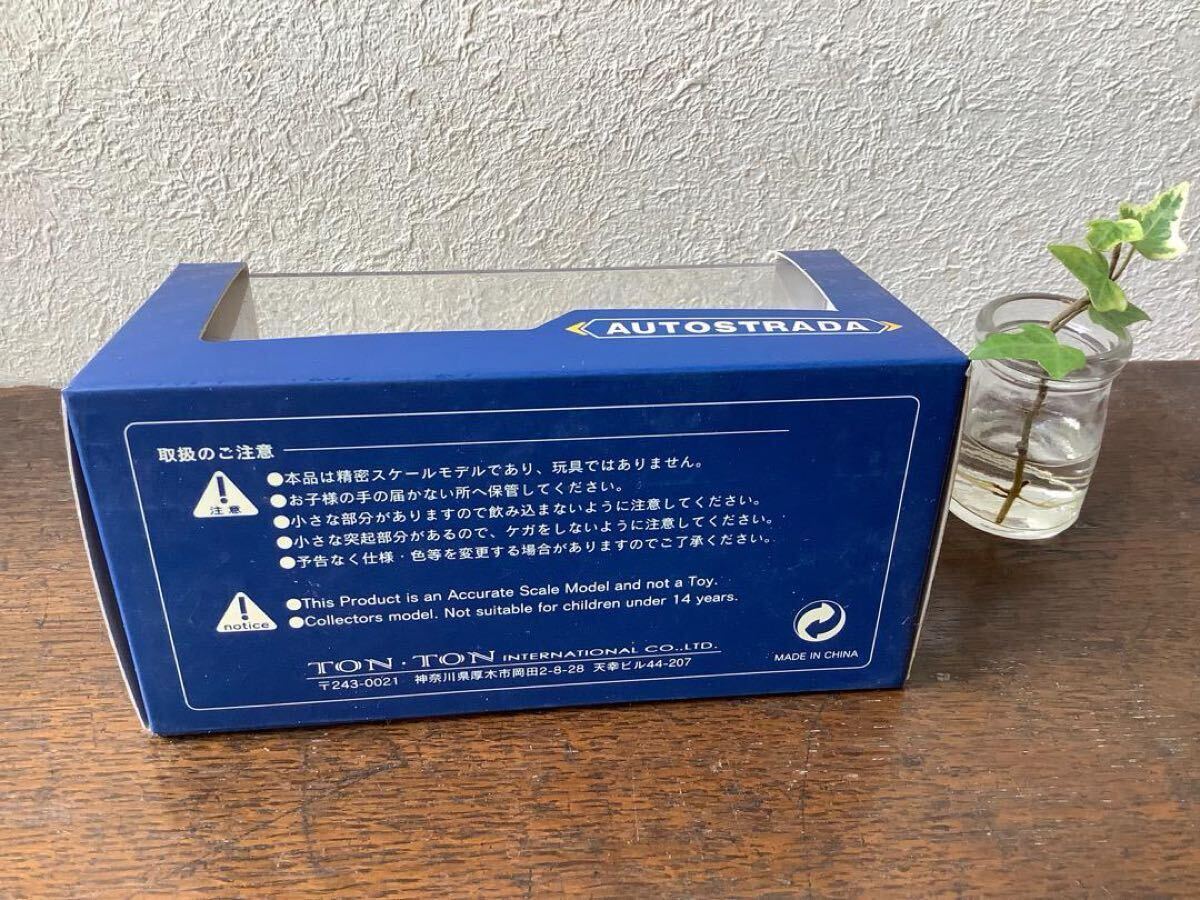 AUTOSTRADA
取扱のご注意
注意
●本品は精密スケールモデルであり、玩具ではありません。
●お子様の手の届かない所へ保管してください。
●小さな部分がありますので飲み込まないように注意してください。
●小さな突起部分があるので、ケガをしないように注意してください。
●予告なく仕様・色等を変更する場合がありますのでご了承ください。
notice
●This Product is an Accurate Scale Model and not a Toy.
●Collectors model. Not suitable for children under 14 years.
TON・TON INTERNATIONAL CO.,LTD.
〒243-0021 神奈川県厚木市岡田2-8-28 天幸ビル44-207
MADE IN CHINA